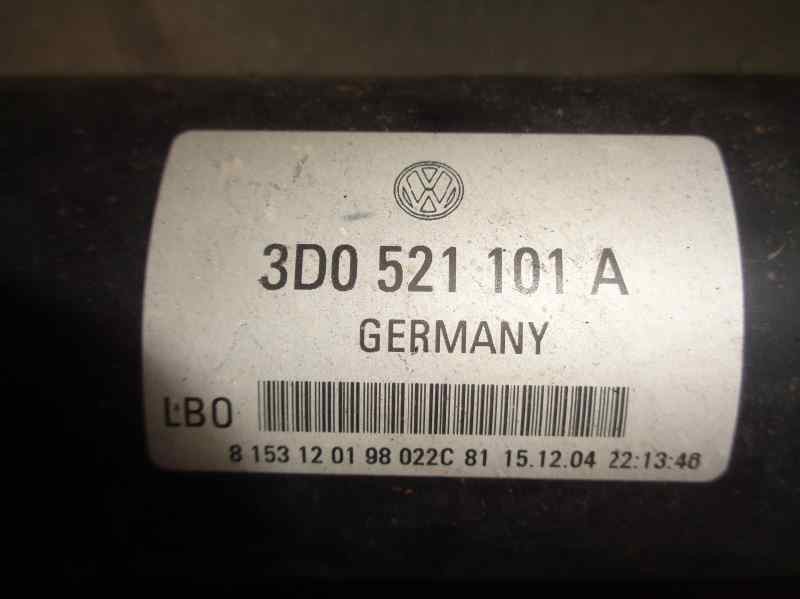 3D0 521 101 A
GERMANY
LBO
8 153 12 01 98 022C 81 15.12.04 22:13:46